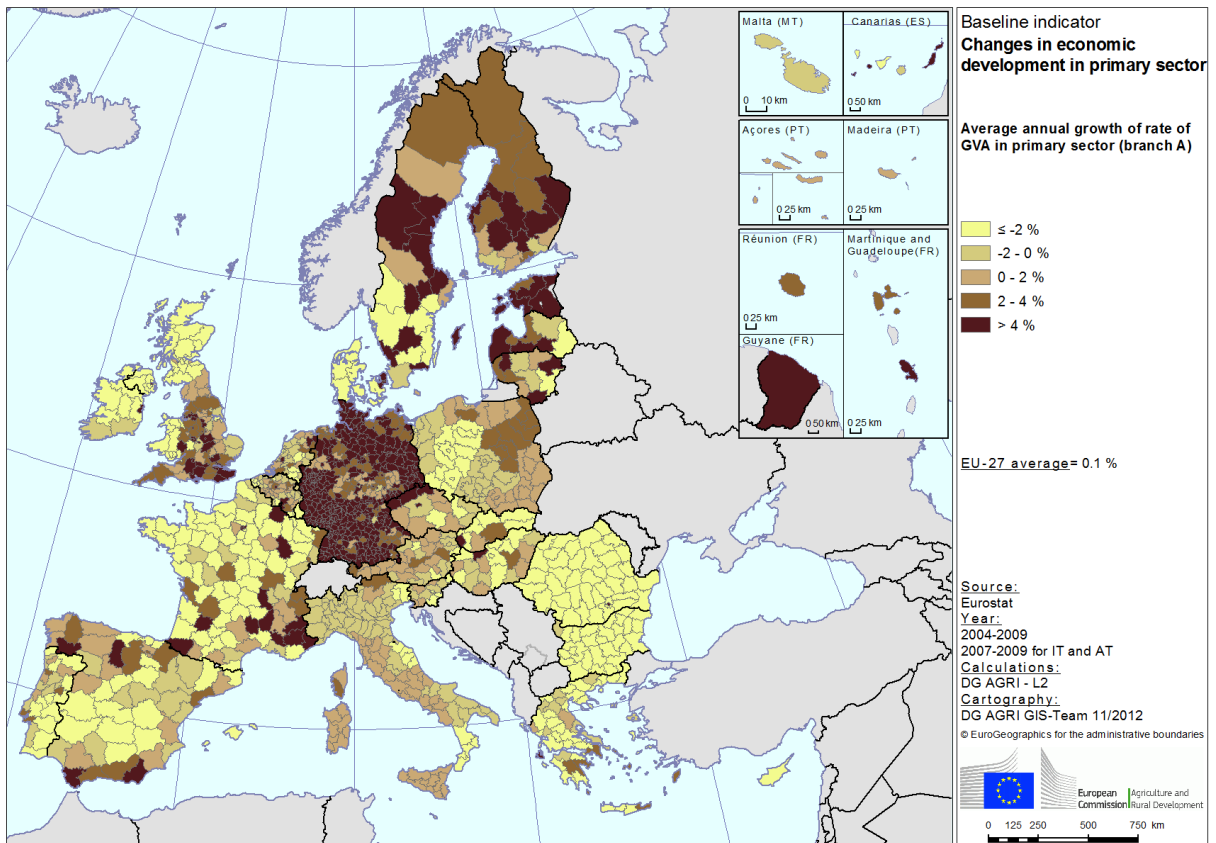 Malta (MT)
0 10 km
Canarias (ES)
0 50 km
Açores (PT)
0 25 km
Madeira (PT)
0 25 km
Réunion (FR)
0 25 km
Martinique and
Guadeloupe(FR)
0 25 km
Guyane (FR)
0 50 km
Baseline indicator
Changes in economic
development in primary sector
Average annual growth of rate of
GVA in primary sector (branch A)
≤ -2 %
-2 - 0 %
0 - 2 %
2 - 4 %
> 4 %
EU-27 average= 0.1 %
Source:
Eurostat
Year:
2004-2009
2007-2009 for IT and AT
Calculations:
DG AGRI - L2
Cartography:
DG AGRI GIS-Team 11/2012
© EuroGeographics for the administrative boundaries
European
Commission
Agriculture and
Rural Development
0 125 250 500 750 km